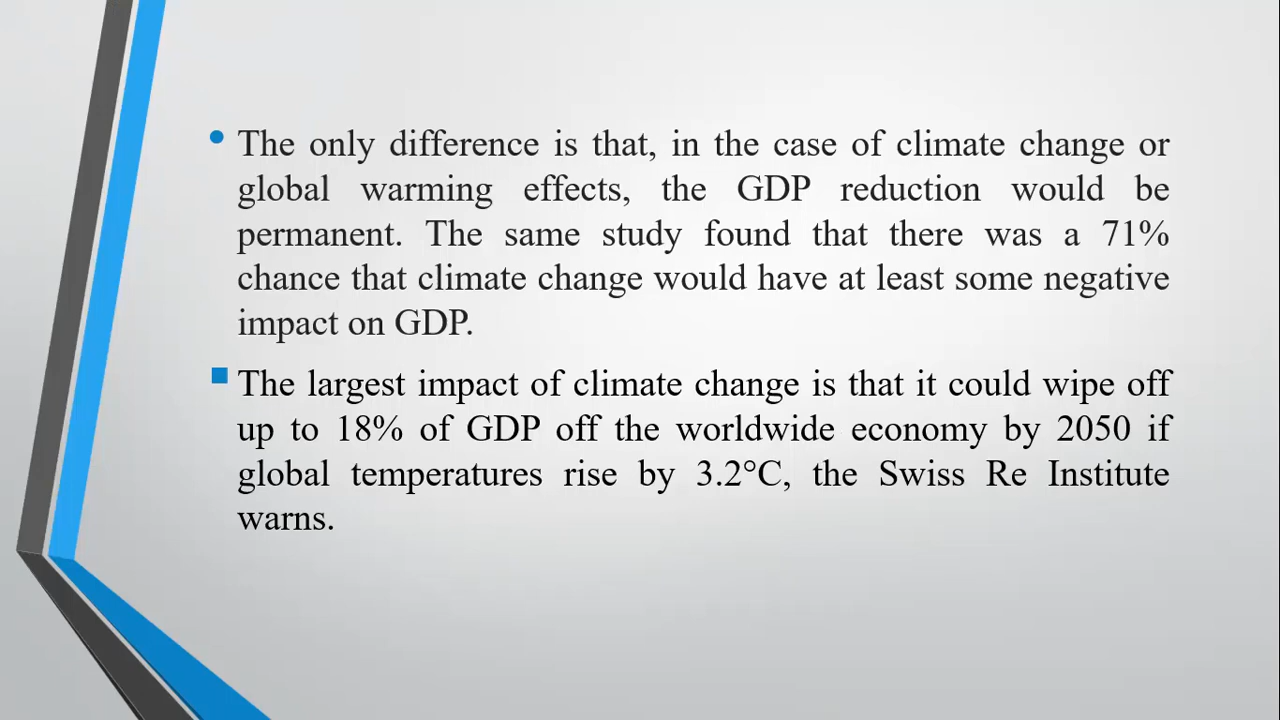 The only difference is that, in the case of climate change or
global warming effects, the GDP reduction would be
permanent. The same study found that there was a 71%
chance that climate change would have at least some negative
impact on GDP.
The largest impact of climate change is that it could wipe off
up to 18% of GDP off the worldwide economy by 2050 if
global temperatures rise by 3.2°C, the Swiss Re Institute
warns.